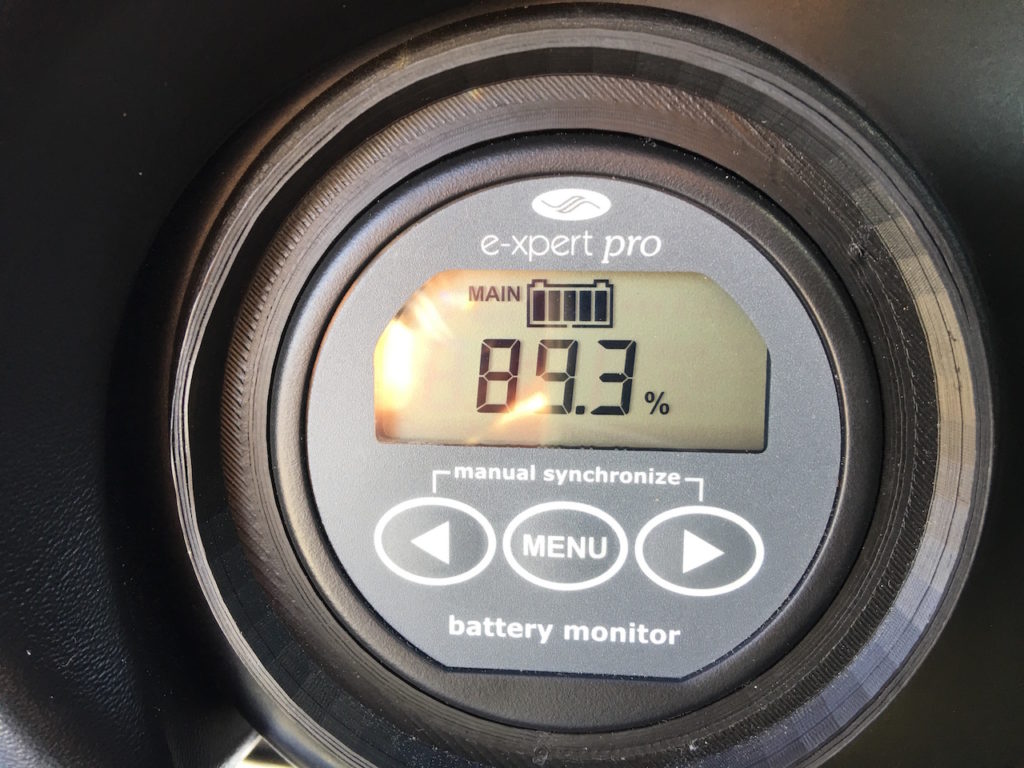 e-xpert pro
MAIN
89.3 %
manual synchronize
MENU
battery monitor